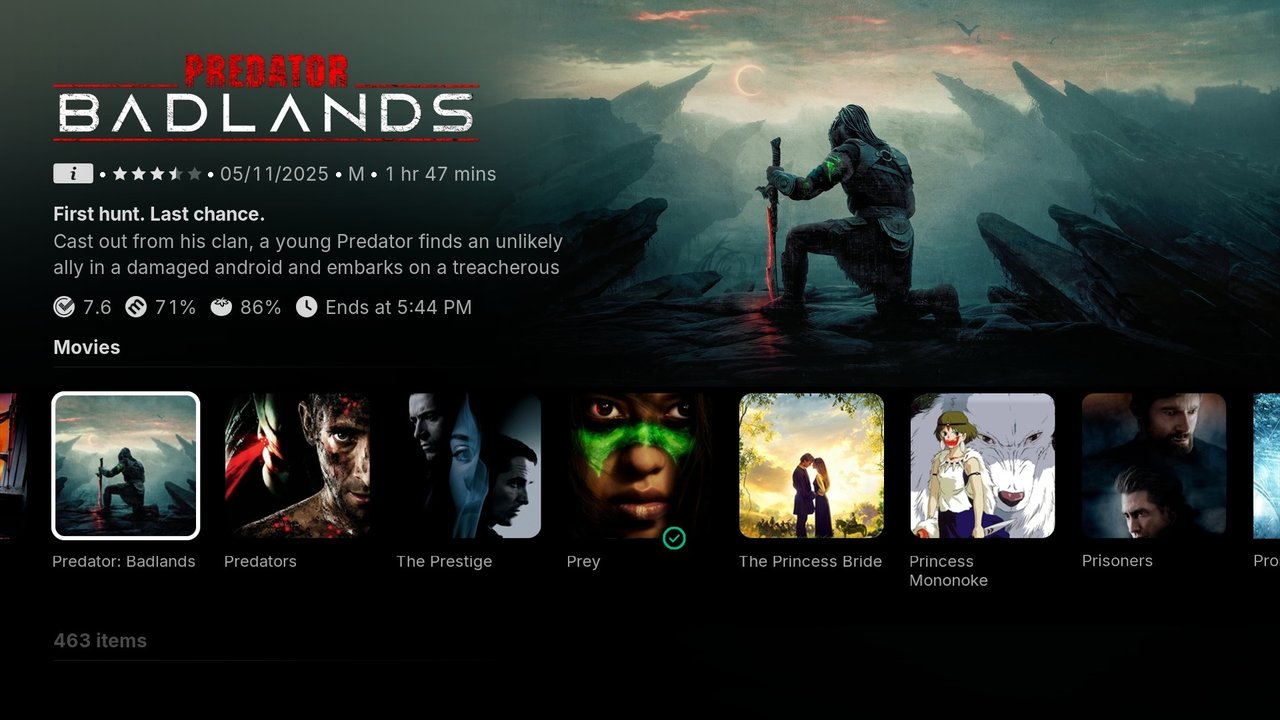 PREDATOR
BADLANDS
i • • 05/11/2025 • M • 1 hr 47 mins
First hunt. Last chance.
Cast out from his clan, a young Predator finds an unlikely
ally in a damaged android and embarks on a treacherous
7.6 71% 86% Ends at 5:44 PM
Movies
Predator: Badlands
Predators
The Prestige
Prey
The Princess Bride
Princess
Mononoke
Prisoners
Pro
463 items